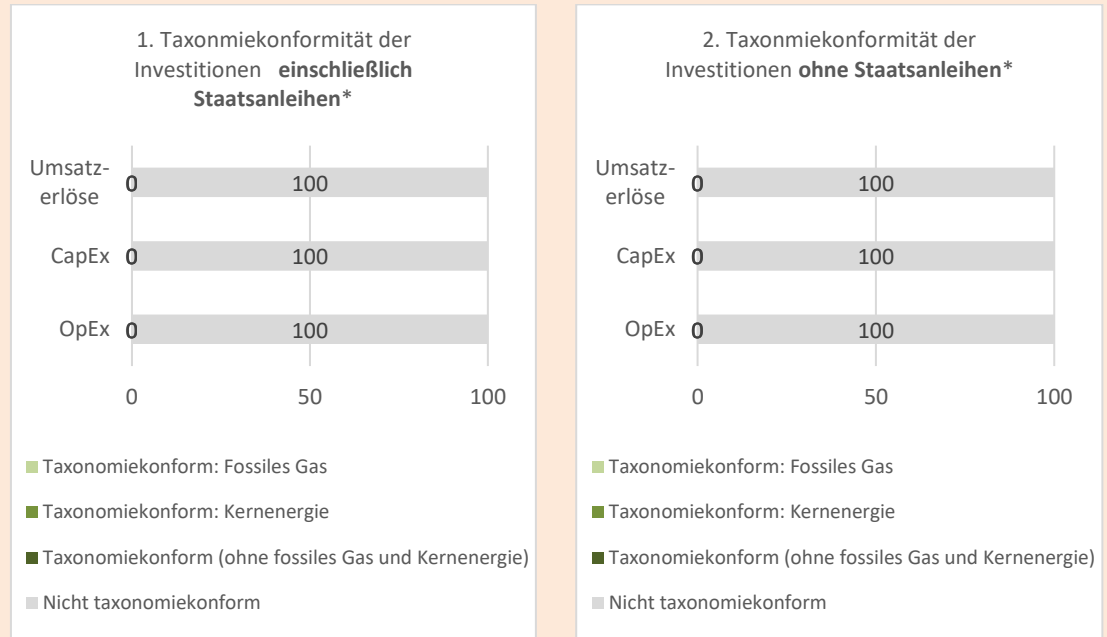 1. Taxonmiekonformität der
Investitionen einschließlich
Staatsanleihen*
Umsatz-
erlöse
0
100
CapEx
0
100
OpEx
0
100
0
50
100
Taxonomiekonform: Fossiles Gas
Taxonomiekonform: Kernenergie
Taxonomiekonform (ohne fossiles Gas und Kernenergie)
Nicht taxonomiekonform
2. Taxonmiekonformität der
Investitionen ohne Staatsanleihen*
Umsatz-
erlöse
0
100
CapEx
0
100
OpEx
0
100
0
50
100
Taxonomiekonform: Fossiles Gas
Taxonomiekonform: Kernenergie
Taxonomiekonform (ohne fossiles Gas und Kernenergie)
Nicht taxonomiekonform